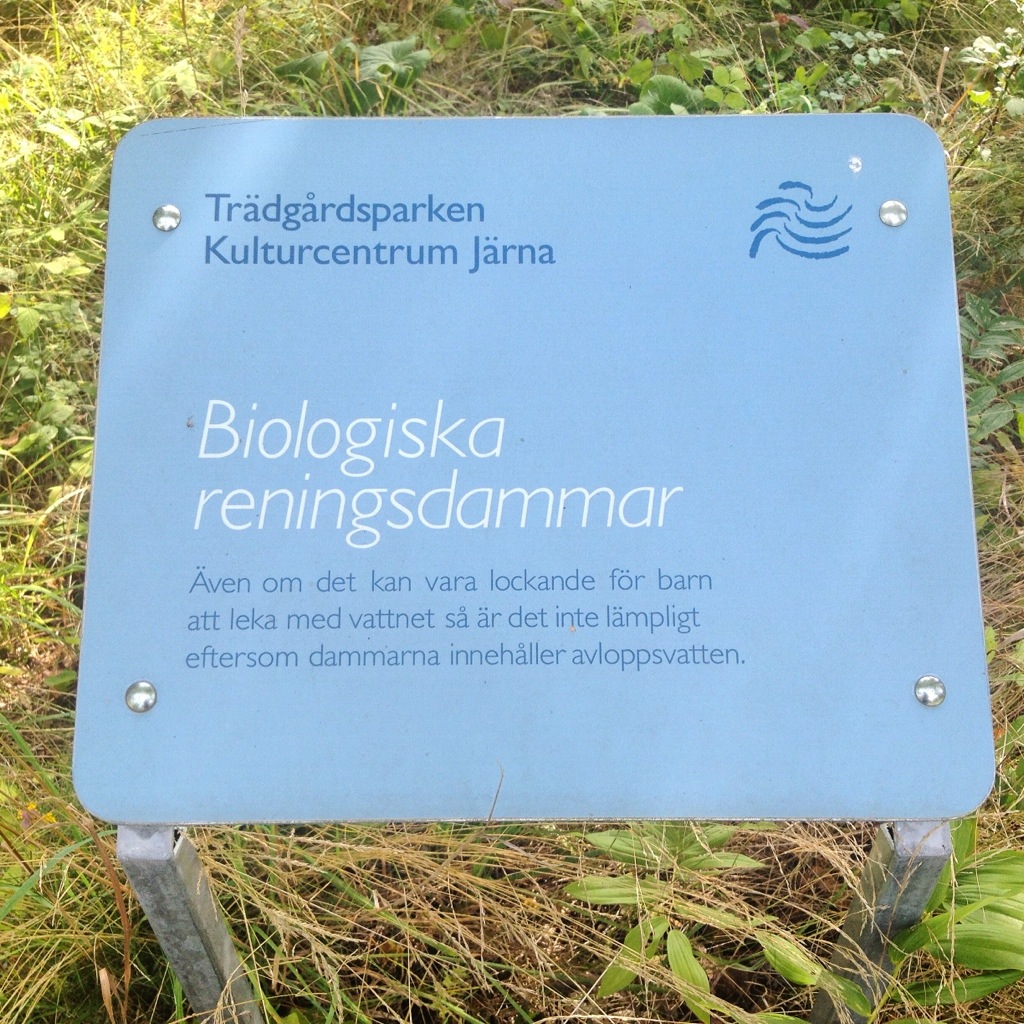 Trädgårdsparken
Kulturcentrum Järna
Biologiska
reningsdammar
Även om det kan vara lockande för barn
att leka med vattnet så är det inte lämpligt
eftersom dammarna innehåller avloppsvatten.